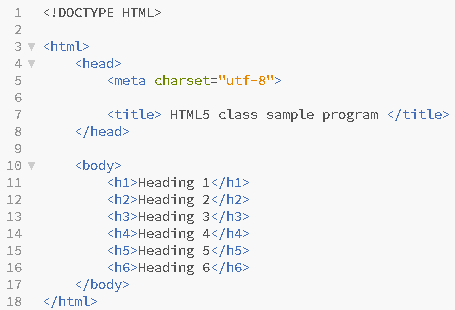 1 <!DOCTYPE HTML>
2
3 <html>
4     <head>
5         <meta charset="utf-8">
6
7         <title> HTML5 class sample program </title>
8     </head>
9
10     <body>
11         <h1>Heading 1</h1>
12         <h2>Heading 2</h2>
13         <h3>Heading 3</h3>
14         <h4>Heading 4</h4>
15         <h5>Heading 5</h5>
16         <h6>Heading 6</h6>
17     </body>
18 </html>